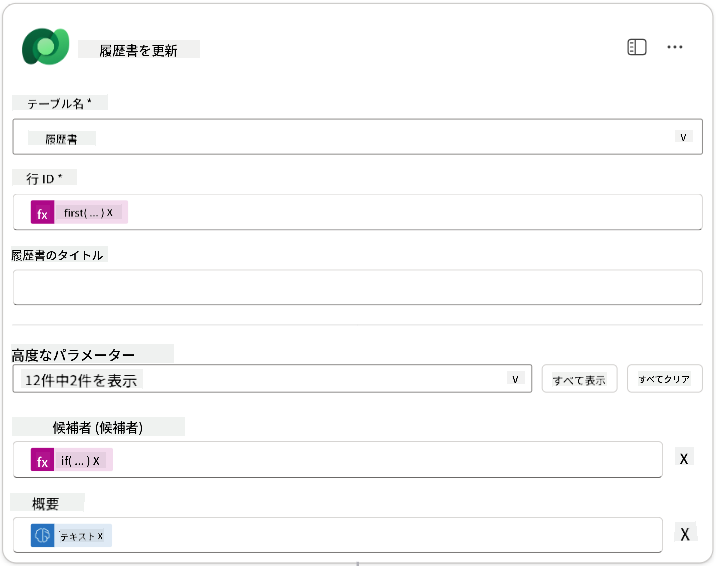 履歴書を更新
テーブル名 *
履歴書
v
行 ID *
fx first( ... ) X
履歴書のタイトル
高度なパラメーター
12件中2件を表示
v
すべて表示
すべてクリア
候補者 (候補者)
fx if( ... ) X
X
概要
テキスト X
X